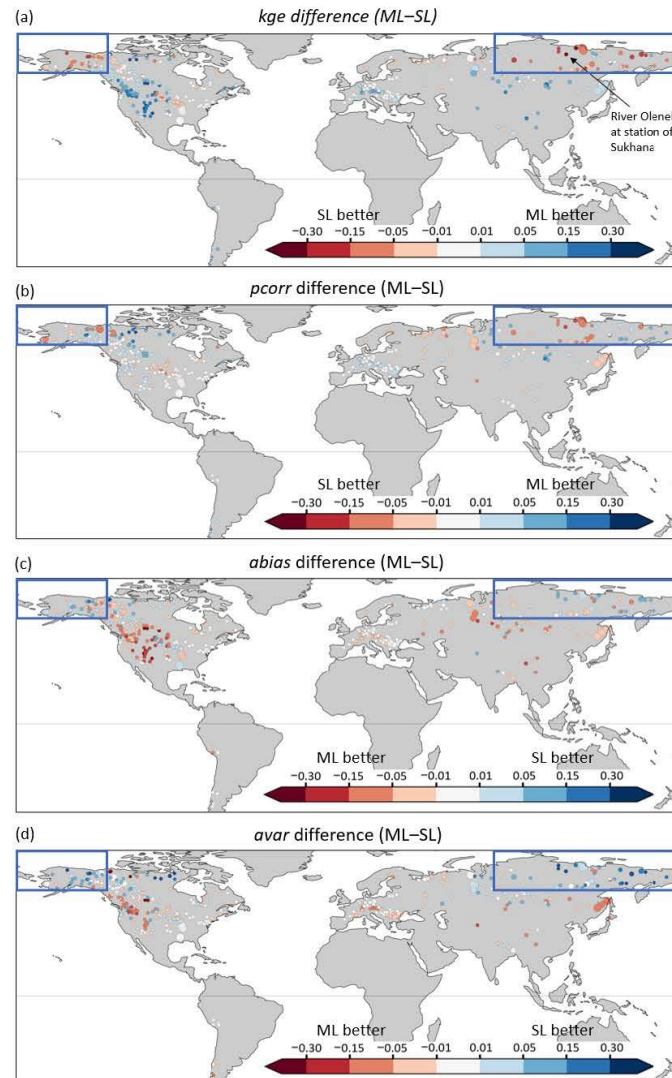 (a)
kge difference (ML–SL)
River Olenek
at station of
Sukhana
SL better ML better
−0.30 −0.15 −0.05 −0.01 0.01 0.05 0.15 0.30
(b)
pcorr difference (ML–SL)
SL better ML better
−0.30 −0.15 −0.05 −0.01 0.01 0.05 0.15 0.30
(c)
abias difference (ML–SL)
ML better SL better
−0.30 −0.15 −0.05 −0.01 0.01 0.05 0.15 0.30
(d)
avar difference (ML–SL)
ML better SL better
−0.30 −0.15 −0.05 −0.01 0.01 0.05 0.15 0.30